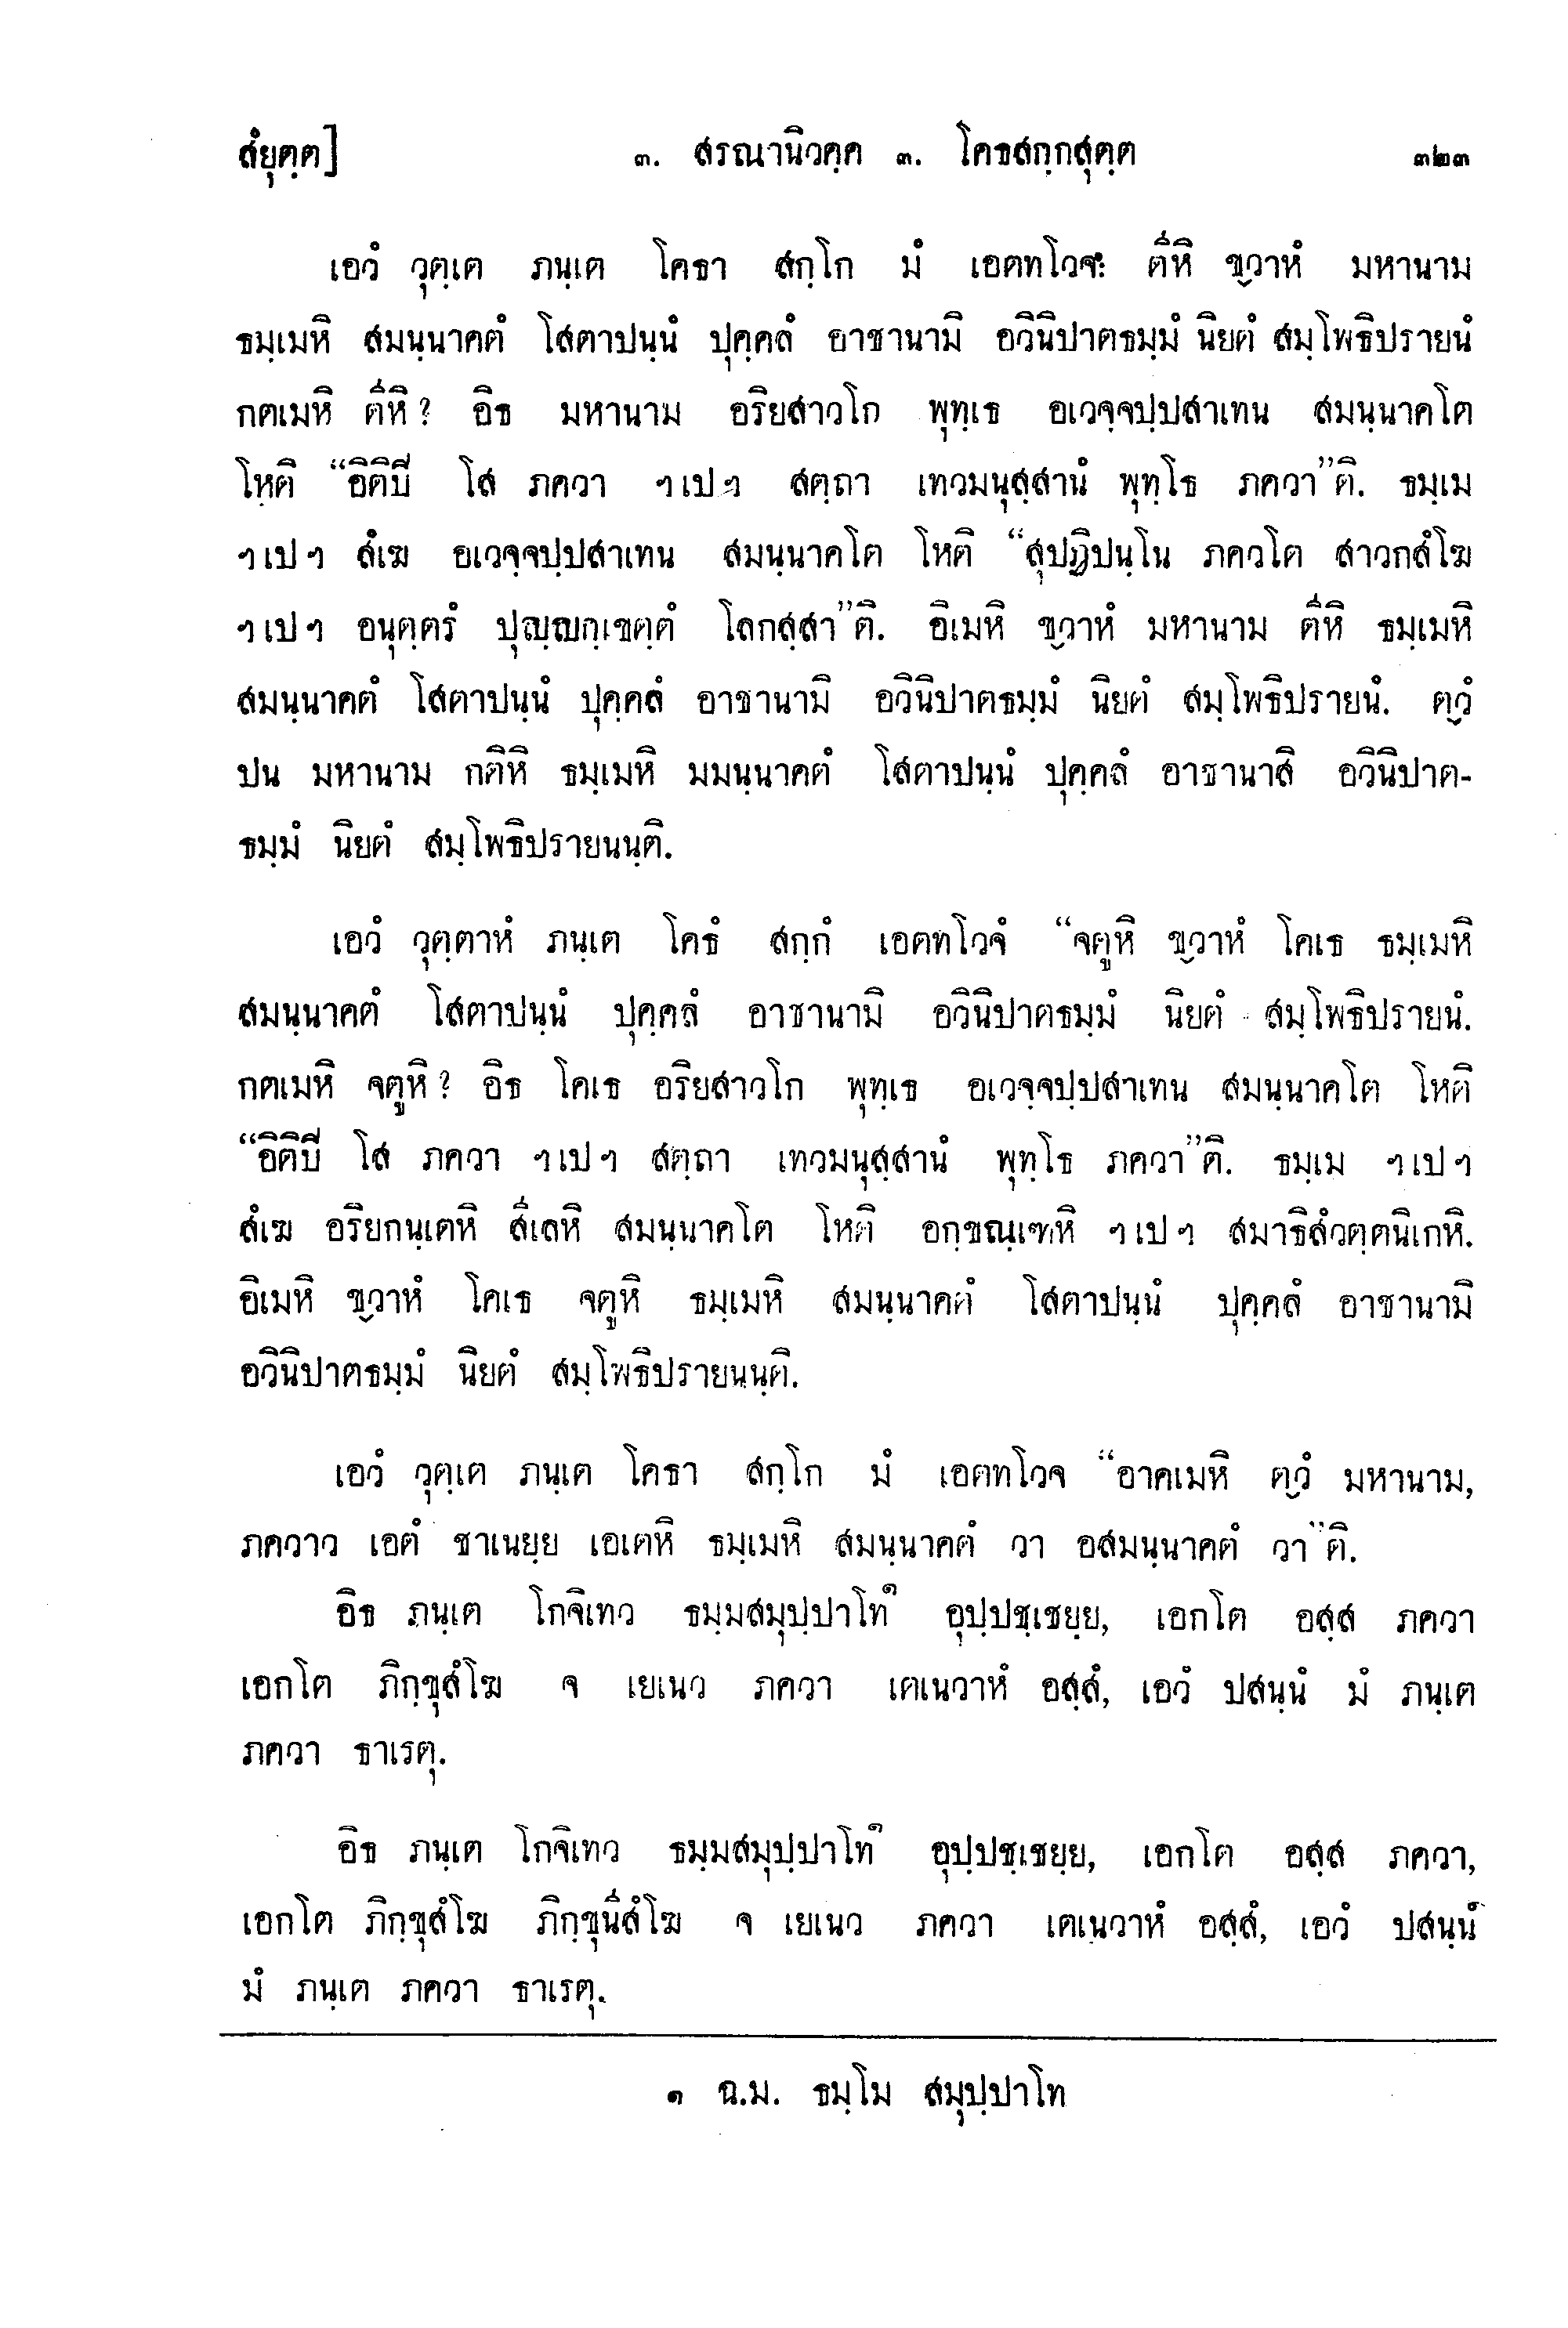 สํยุตฺต] ๓. สรณานิวคฺค ๓. โคธสกฺกสุตฺต ๓๒๓
เอวํ วุตฺเต ภนฺเต โคธา สกฺโก มํ เอตทโวจ: ตีหิ ขฺวาหํ มหานาม
ธมฺเมหิ สมนฺนาคตํ โสตาปนฺนํ ปุคฺคลํ อาชานามิ อวินิปาตธมฺมํ นิยตํ สมฺโพธิปรายนํ
กตเมหิ ตีหิ ? อิธ มหานาม อริยสาวโก พุทฺเธ อเวจฺจปฺปสาเทน สมนฺนาคโต
โหฺติ “อิติปิ โส ภควา ฯเปฯ สตฺถา เทวมนุสฺสานํ พุทฺโธ ภควา”ติ. ธมฺเม
ฯเปฯ สํเฆ อเวจฺจปฺปสาเทน สมนฺนาคโต โหติ “สุปฏิปนฺโน ภควโต สาวกสํโฆ
ฯเปฯ อนุตฺตรํ ปุญฺญกฺเขตฺตํ โลกสฺสา”ติ. อิเมหิ ขฺวาหํ มหานาม ตีหิ ธมฺเมหิ
สมนฺนาคตํ โสตาปนฺนํ ปุคฺคลํ อาชานามิ อวินิปาตธมฺมํ นิยตํ สมฺโพธิปรายนํ. ตฺวํ
ปน มหานาม กติหิ ธมฺเมหิ มมนฺนาคตํ โสตาปนฺนํ ปุคฺคลํ อาชานาสิ อวินิปาต-
ธมฺมํ นิยตํ สมฺโพธิปรายนนฺติ.
เอวํ วุตฺตาหํ ภนฺเต โคธํ สกฺกํ เอตทโวจํ “จตูหิ ขฺวาหํ โคเธ ธมฺเมหิ
สมนฺนาคตํ โสตาปนฺนํ ปุคฺคลํ อาชานามิ อวินิปาตธมฺมํ นิยตํ สมฺโพธิปรายนํ.
กตเมหิ จตูหิ ? อิธ โคเธ อริยสาวโก พุทฺเธ อเวจฺจปฺปสาเทน สมนฺนาคโต โหติ
“อิติปิ โส ภควา ฯเปฯ สตฺถา เทวมนุสฺสานํ พุทฺโธ ภควา”ติ. ธมฺเม ฯเปฯ
สํเฆ อริยกนฺเตหิ สีเลหิ สมนฺนาคโต โหติ อกฺขณฺเฑหิ ฯเปฯ สมาธิสํวตฺตนิเกหิ.
อิเมหิ ขฺวาหํ โคเธ จตูหิ ธมฺเมหิ สมนฺนาคตํ โสตาปนฺนํ ปุคฺคลํ อาชานามิ
อวินิปาตธมฺมํ นิยตํ สมฺโพธิปรายนนฺติ.
เอวํ วุตฺเต ภนฺเต โคธา สกฺโก มํ เอตทโวจ “อาคเมหิ ตฺวํ มหานาม,
ภควาว เอตํ ชาเนยฺย เอเตหิ ธมฺเมหิ สมนฺนาคตํ วา อสมนฺนาคตํ วา”ติ.
อิธ ภนฺเต โกจิเทว ธมฺมสมุปฺปาโท๑ อุปฺปชฺเชยฺย, เอกโต อสฺส ภควา
เอกโต ภิกฺขุสํโฆ จ เยเนว ภควา เตเนวาหํ อสฺสํ, เอวํ ปสนฺนํ มํ ภนฺเต
ภควา ธาเรตุ.
อิธ ภนฺเต โกจิเทว ธมฺมสมุปฺปาโท๑ อุปฺปชฺเชยฺย, เอกโต อสฺส ภควา,
เอกโต ภิกฺขุสํโฆ ภิกฺขุนีสํโฆ จ เยเนว ภควา เตเนวาหํ อสฺสํ, เอวํ ปสนฺนํ
มํ ภนฺเต ภควา ธาเรตุ.
๑ ฉ.ม. ธมฺโม สมุปฺปาโท